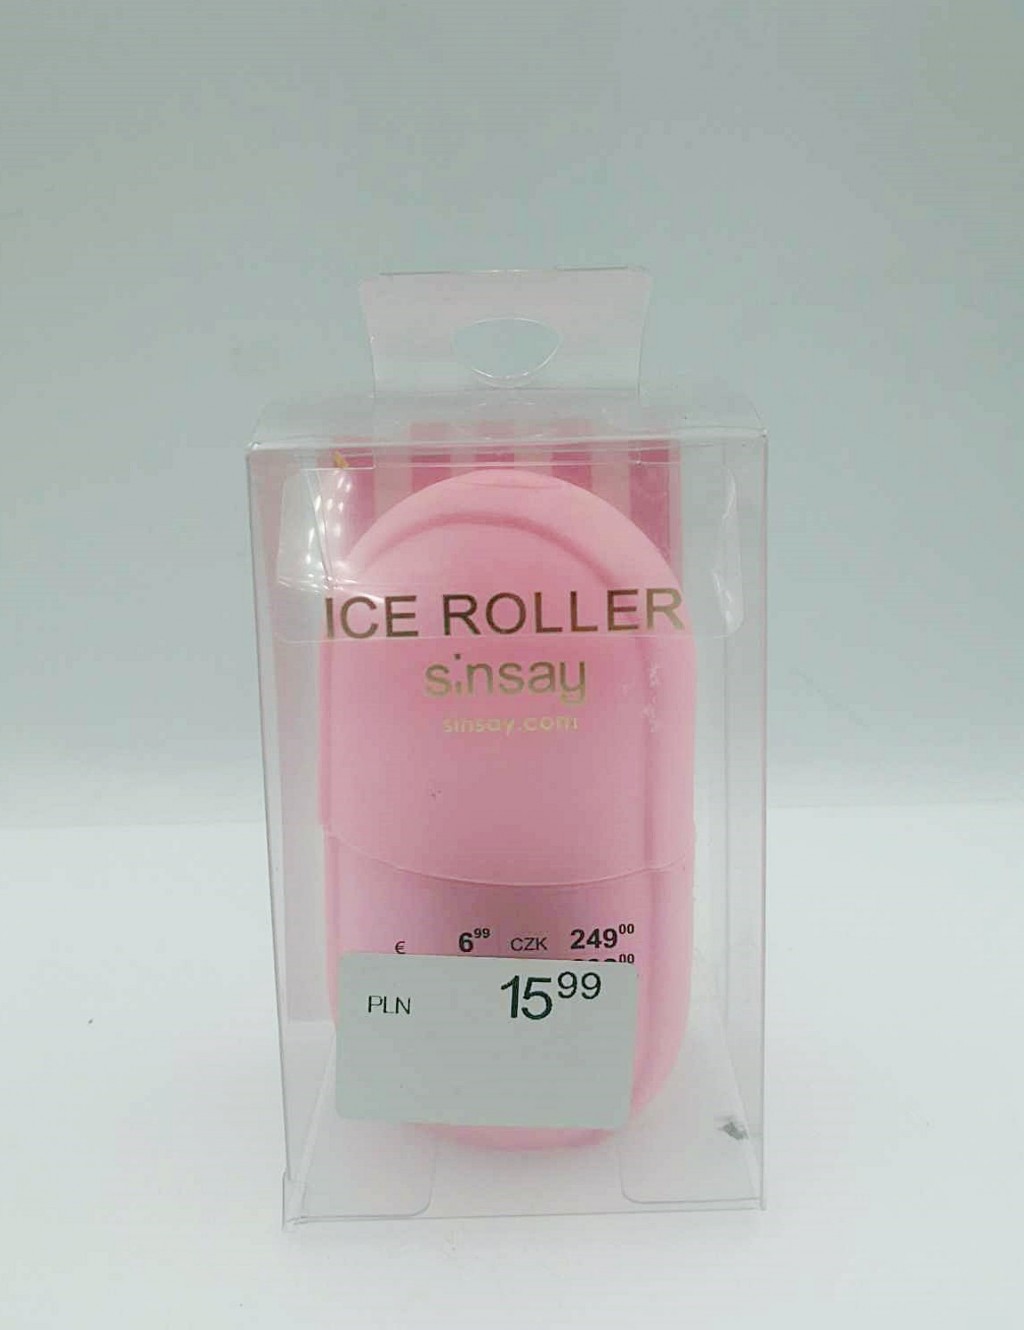 ICE ROLLER
sinsay
sinsay.com
€ 6⁹⁹ CZK 249⁰⁰
PLN 15⁹⁹